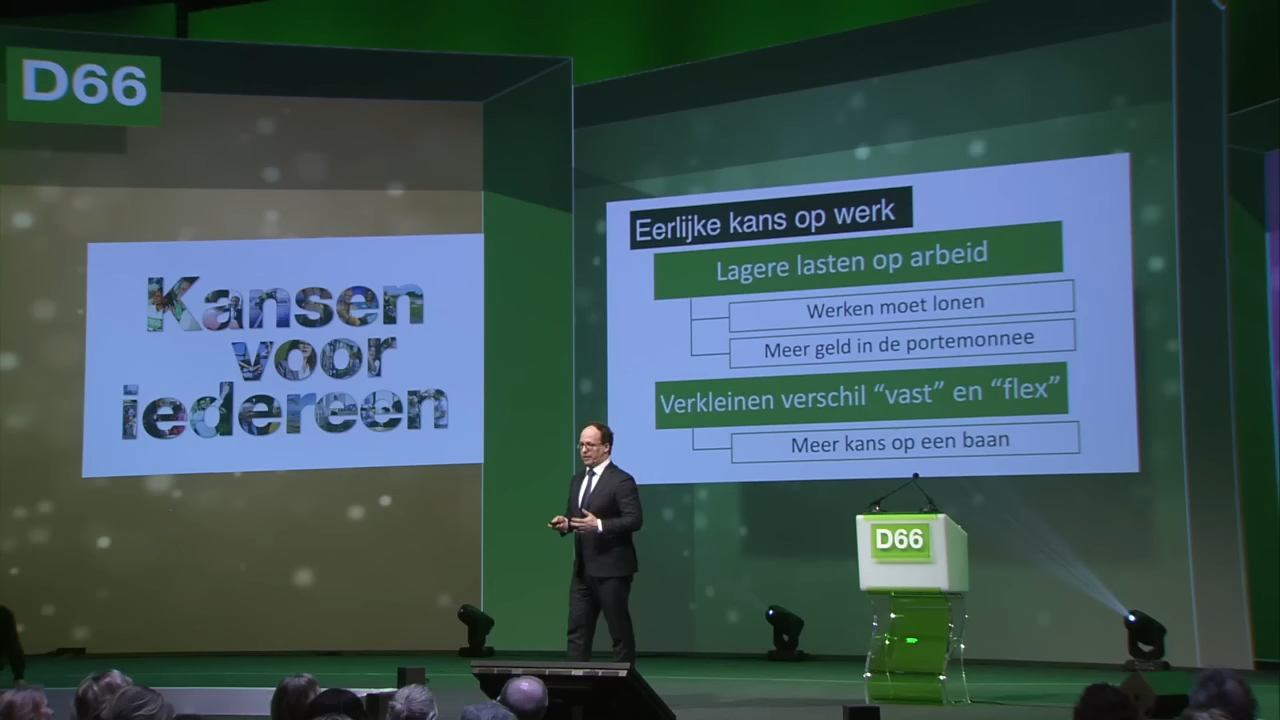 D66
Kansen
voor
iedereen
Eerlijke kans op werk
Lagere lasten op arbeid
Werken moet lonen
Meer geld in de portemonnee
Verkleinen verschil “vast” en “flex”
Meer kans op een baan
D66